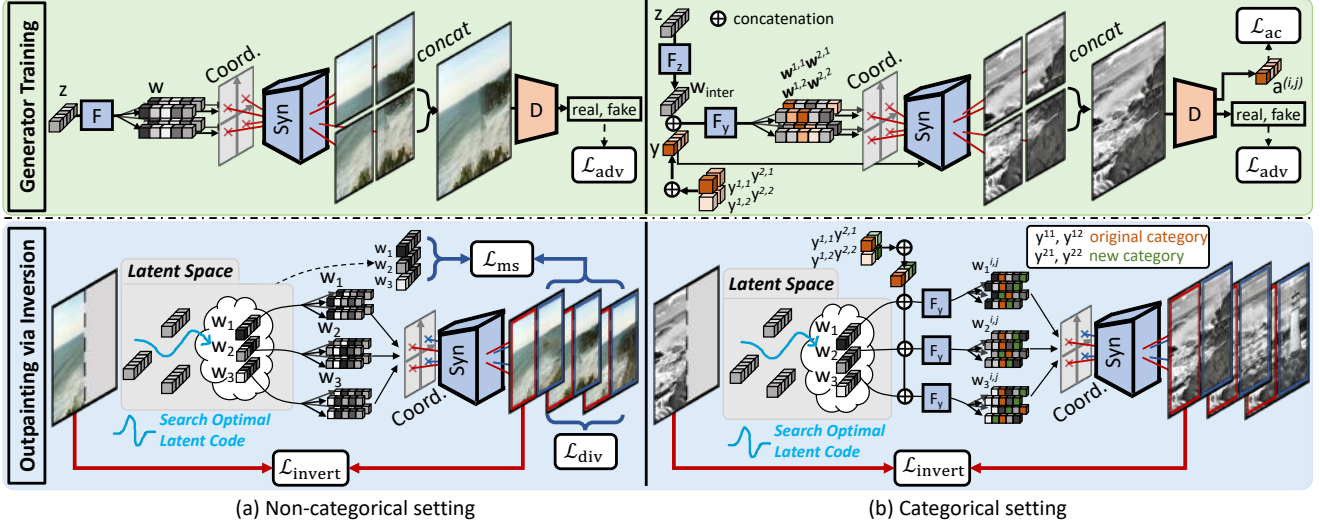 Generator Training
z
F
w
Coord.
Syn
concat
D
real, fake
ℒadv
z
⊕ concatenation
Fz
winter
Fy
y
y1,1 y2,1
y1,2 y2,2
w1,1 w2,1
w1,2 w2,2
Coord.
Syn
concat
D
ℒac
a(i,j)
real, fake
ℒadv
Outpainting via Inversion
Latent Space
w1
w2
w3
Search Optimal
Latent Code
w1
w2
w3
w1
w2
w3
ℒms
Coord.
Syn
ℒdiv
ℒinvert
y1,1 y2,1
y1,2 y2,2
Latent Space
w1
w2
w3
Search Optimal
Latent Code
Fy
Fy
Fy
w1i,j
w2i,j
w3i,j
y11, y12 original category
y21, y22 new category
Coord.
Syn
ℒinvert
(a) Non-categorical setting
(b) Categorical setting